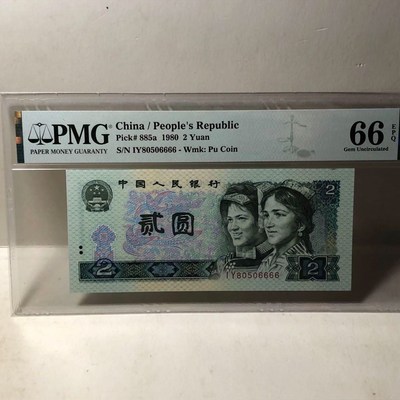 PMG
PAPER MONEY GUARANTY
China / People's Republic
Pick# 885a 1980 2 Yuan
S/N IY80506666 - Wmk: Pu Coin
66 EPQ
Gem Uncirculated
中国人民银行
2
贰圆
IY80506666
2
2